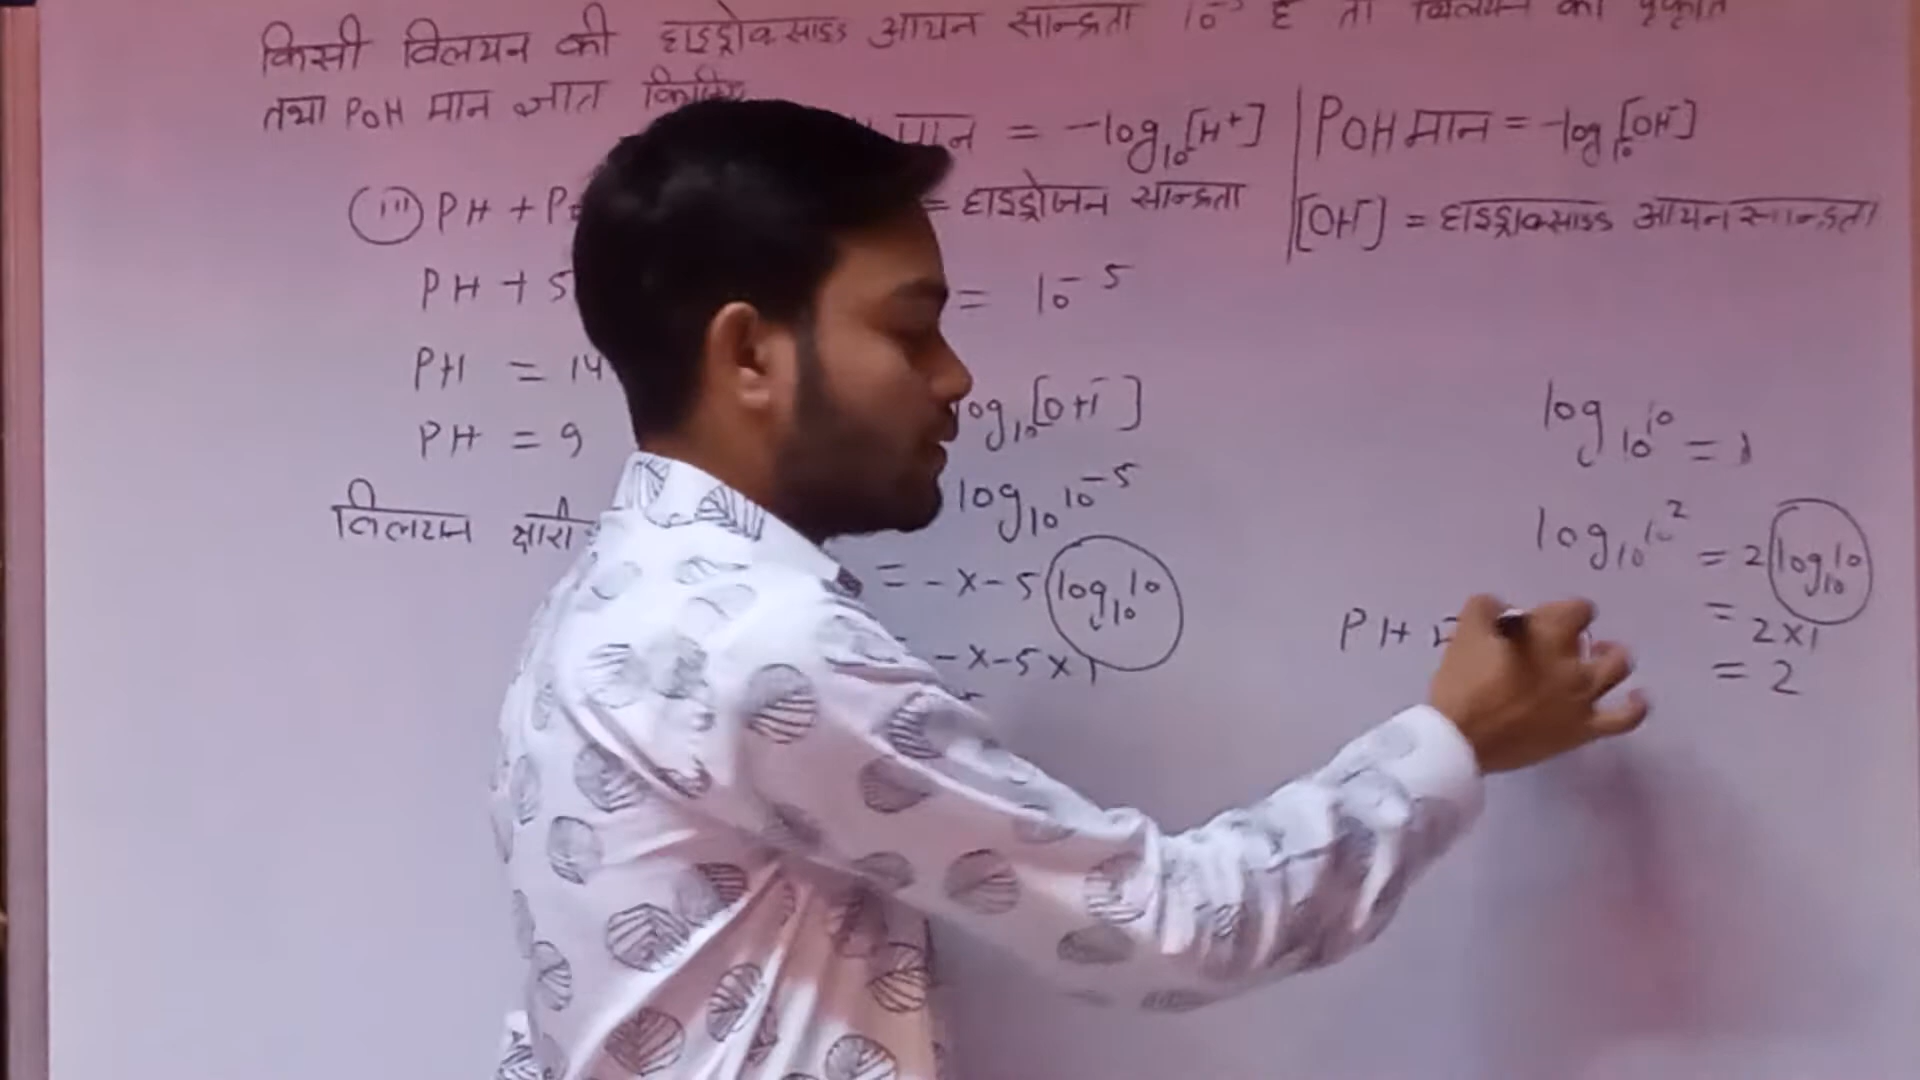 किसी विलयन की हाइड्रोक्साइड आयन सान्द्रता 10⁻⁵ है तो विलयन की प्रकृति
तथा POH मान ज्ञात कीजिए
मान = -log₁₀[H⁺]
POH मान = -log₁₀[OH⁻]
= हाइड्रोजन सान्द्रता
[OH⁻] = हाइड्राक्साइड आयन सान्द्रता
(iii) PH + P
PH + 5
PH = 14
PH = 9
विलयन क्षारी
= 10⁻⁵
log₁₀[OH⁻]
log₁₀10⁻⁵
= -x-5 log₁₀10
-x-5x1
log₁₀10 = 1
log₁₀10² = 2 log₁₀10
= 2x1
= 2
PH